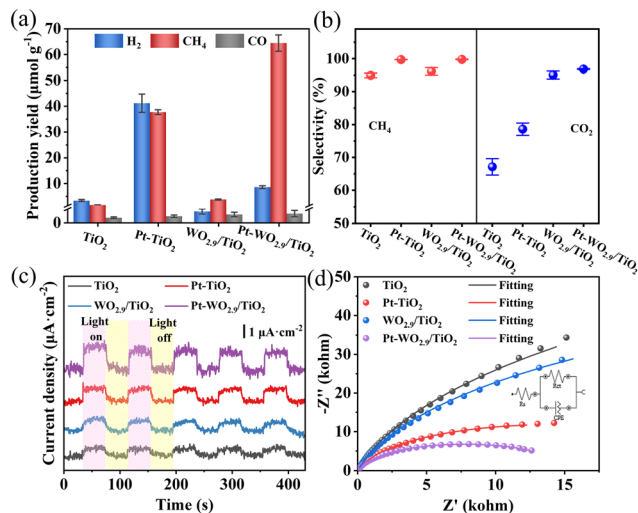 (a)
H₂ CH₄ CO
Production yield (μmol g⁻¹)
70
60
50
40
30
20
10
0
TiO₂ Pt-TiO₂ WO₂.₉/TiO₂ Pt-WO₂.₉/TiO₂
(b)
Selectivity (%)
100
90
80
70
60
50
CH₄ CO₂
TiO₂ Pt-TiO₂ WO₂.₉/TiO₂ Pt-WO₂.₉/TiO₂ TiO₂ Pt-TiO₂ WO₂.₉/TiO₂ Pt-WO₂.₉/TiO₂
(c)
TiO₂ Pt-TiO₂
WO₂.₉/TiO₂ Pt-WO₂.₉/TiO₂
Light on
Light off
1 μA·cm⁻²
Current density (μA·cm⁻²)
0 100 200 300 400
Time (s)
(d)
TiO₂ Fitting
Pt-TiO₂ Fitting
WO₂.₉/TiO₂ Fitting
Pt-WO₂.₉/TiO₂ Fitting
-Z'' (kohm)
50
40
30
20
10
0
Rs
CPE
0 5 10 15
Z' (kohm)